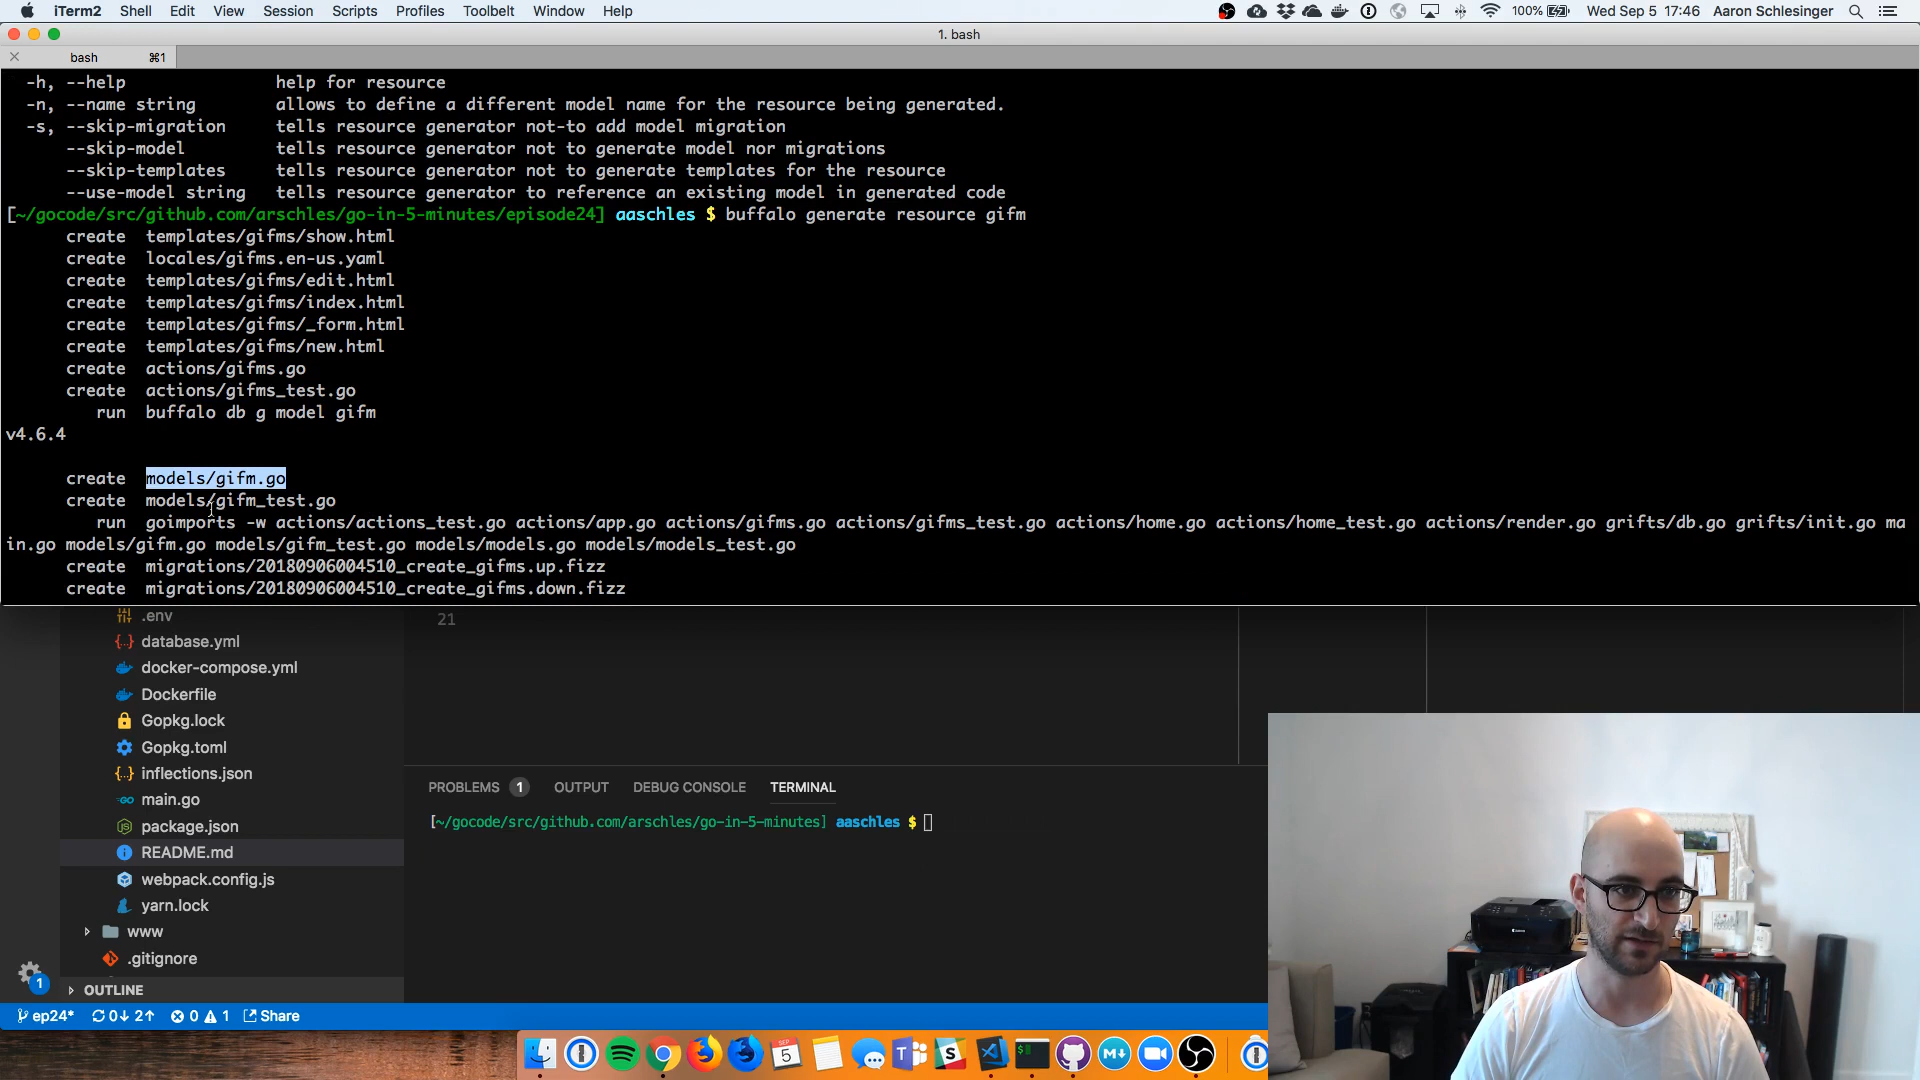 iTerm2 Shell Edit View Session Scripts Profiles Toolbelt Window Help 100% Wed Sep 5 17:46 Aaron Schlesinger
1. bash
bash ⌘1
-h, --help help for resource
-n, --name string allows to define a different model name for the resource being generated.
-s, --skip-migration tells resource generator not-to add model migration
--skip-model tells resource generator not to generate model nor migrations
--skip-templates tells resource generator not to generate templates for the resource
--use-model string tells resource generator to reference an existing model in generated code
[~/gocode/src/github.com/arschles/go-in-5-minutes/episode24] aaschles $ buffalo generate resource gifm
create templates/gifms/show.html
create locales/gifms.en-us.yaml
create templates/gifms/edit.html
create templates/gifms/index.html
create templates/gifms/_form.html
create templates/gifms/new.html
create actions/gifms.go
create actions/gifms_test.go
run buffalo db g model gifm
v4.6.4
create models/gifm.go
create models/gifm_test.go
run goimports -w actions/actions_test.go actions/app.go actions/gifms.go actions/gifms_test.go actions/home.go actions/home_test.go actions/render.go grifts/db.go grifts/init.go ma
in.go models/gifm.go models/gifm_test.go models/models.go models/models_test.go
create migrations/20180906004510_create_gifms.up.fizz
create migrations/20180906004510_create_gifms.down.fizz
.env
21
database.yml
docker-compose.yml
Dockerfile
Gopkg.lock
Gopkg.toml
inflections.json
main.go
package.json
README.md
webpack.config.js
yarn.lock
www
.gitignore
OUTLINE
PROBLEMS 1 OUTPUT DEBUG CONSOLE TERMINAL
[~/gocode/src/github.com/arschles/go-in-5-minutes] aaschles $
1
ep24* 0↓ 2↑ 0 1 Share
SEP
5